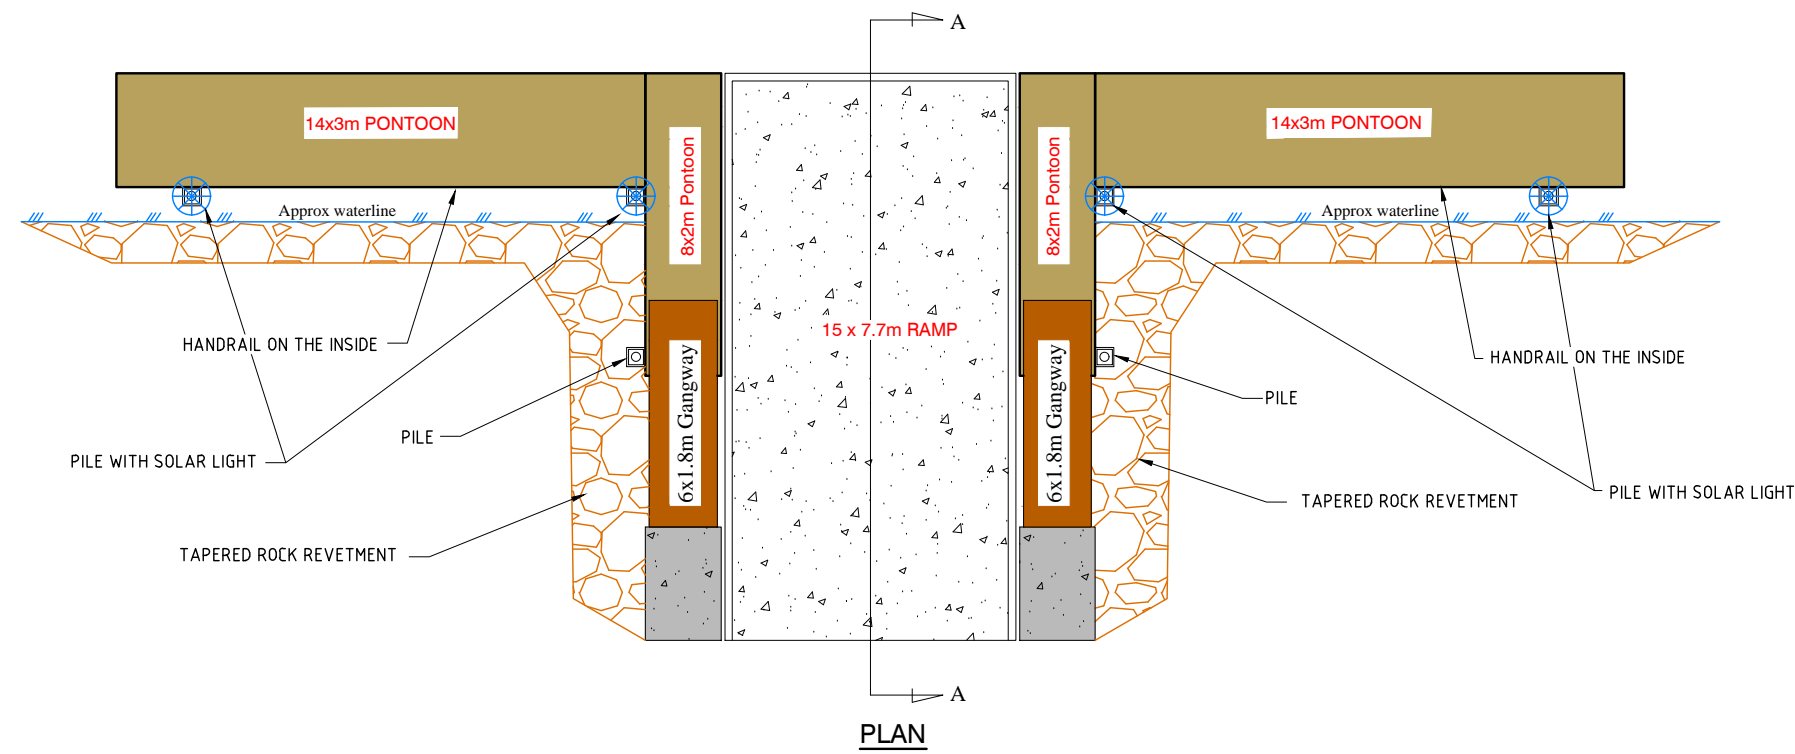 A
14x3m PONTOON
14x3m PONTOON
8x2m Pontoon
8x2m Pontoon
Approx waterline
Approx waterline
15 x 7.7m RAMP
HANDRAIL ON THE INSIDE
HANDRAIL ON THE INSIDE
6x1.8m Gangway
6x1.8m Gangway
PILE
PILE
PILE WITH SOLAR LIGHT
PILE WITH SOLAR LIGHT
TAPERED ROCK REVETMENT
TAPERED ROCK REVETMENT
A
PLAN